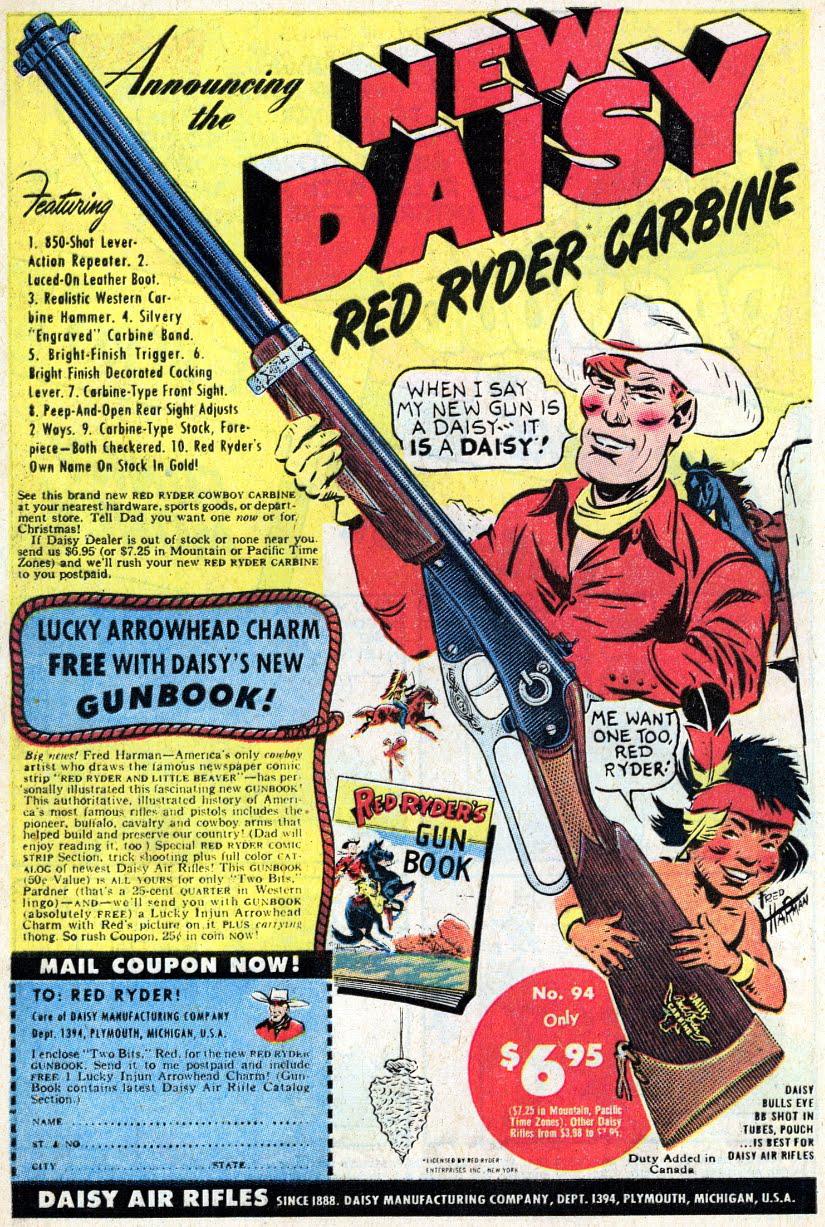 Announcing
the
NEW
DAISY
RED RYDER* CARBINE
Featuring
1. 850-Shot Lever-
Action Repeater. 2.
Laced-On Leather Boot.
3. Realistic Western Car-
bine Hammer. 4. Silvery
"Engraved" Carbine Band.
5. Bright-Finish Trigger. 6.
Bright Finish Decorated Cocking
Lever. 7. Carbine-Type Front Sight.
8. Peep-And-Open Rear Sight Adjusts
2 Ways. 9. Carbine-Type Stock, Fore-
piece—Both Checkered. 10. Red Ryder's
Own Name On Stock In Gold!
WHEN I SAY
MY NEW GUN IS
A DAISY--- IT
IS A DAISY!
See this brand new RED RYDER COWBOY CARBINE
at your nearest hardware, sports goods, or depart-
ment store. Tell Dad you want one now or for
Christmas!
If Daisy Dealer is out of stock or none near you,
send us $6.95 (or $7.25 in Mountain or Pacific Time
Zones) and we'll rush your new RED RYDER CARBINE
to you postpaid.
LUCKY ARROWHEAD CHARM
FREE WITH DAISY'S NEW
GUNBOOK!
ME WANT
ONE TOO,
RED
RYDER!
Big news! Fred Harman—America's only cowboy
artist who draws the famous newspaper comic
strip "RED RYDER AND LITTLE BEAVER"—has per-
sonally illustrated this fascinating new GUNBOOK!
This authoritative, illustrated history of Ameri-
ca's most famous rifles and pistols includes the
pioneer, buffalo, cavalry and cowboy arms that
helped build and preserve our country! (Dad will
enjoy reading it, too.) Special RED RYDER COMIC
STRIP Section, trick shooting plus full color CAT-
ALOG of newest Daisy Air Rifles! This GUNBOOK
(50¢ Value) IS ALL YOURS for only "Two Bits,"
Pardner (that's a 25-cent QUARTER in Western
lingo)—AND—we'll send you with GUNBOOK
(absolutely FREE) a Lucky Injun Arrowhead
Charm with Red's picture on it PLUS carrying
thong. So rush Coupon, 25¢ in coin NOW!
RED RYDER'S
GUN
BOOK
FRED
HARMAN
MAIL COUPON NOW!
TO: RED RYDER!
Care of DAISY MANUFACTURING COMPANY
Dept. 1394, PLYMOUTH, MICHIGAN, U.S.A.
I enclose "Two Bits," Red, for the new RED RYDER
GUNBOOK. Send it to me postpaid and include
FREE 1 Lucky Injun Arrowhead Charm! (Gun-
Book contains latest Daisy Air Rifle Catalog
Section.)
NAME
ST. & NO.
CITY STATE
No. 94
Only
$6.95
($7.25 in Mountain, Pacific
Time Zones). Other Daisy
Rifles from $3.98 to
DAISY
Duty Added in
Canada
DAISY
BULLS EYE
BB SHOT IN
TUBES, POUCH
...IS BEST FOR
DAISY AIR RIFLES
*LICENSED BY RED RYDER
ENTERPRISES INC., NEW YORK
DAISY AIR RIFLES SINCE 1888. DAISY MANUFACTURING COMPANY, DEPT. 1394, PLYMOUTH, MICHIGAN, U.S.A.